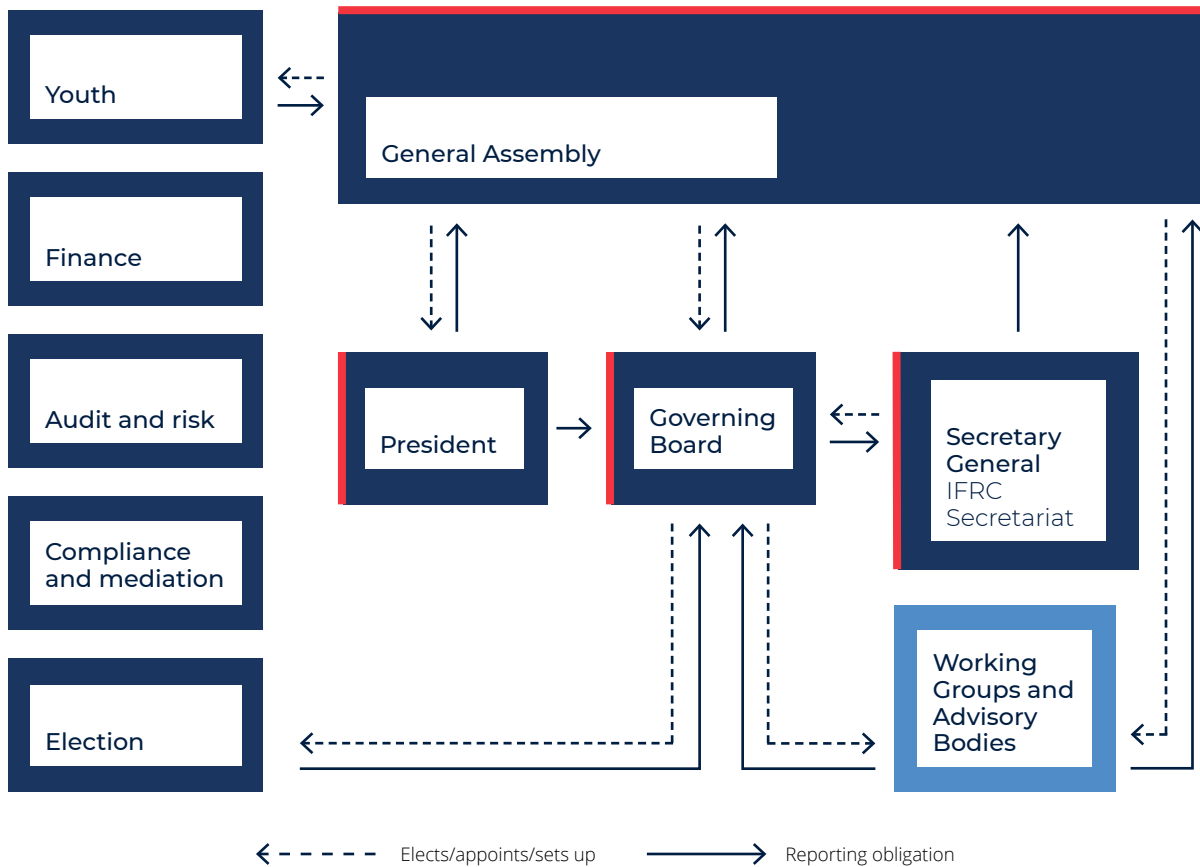 Youth
General Assembly
Finance
Audit and risk
President
Governing
Board
Secretary
General
IFRC
Secretariat
Compliance
and mediation
Election
Working
Groups and
Advisory
Bodies
Elects/appoints/sets up
Reporting obligation